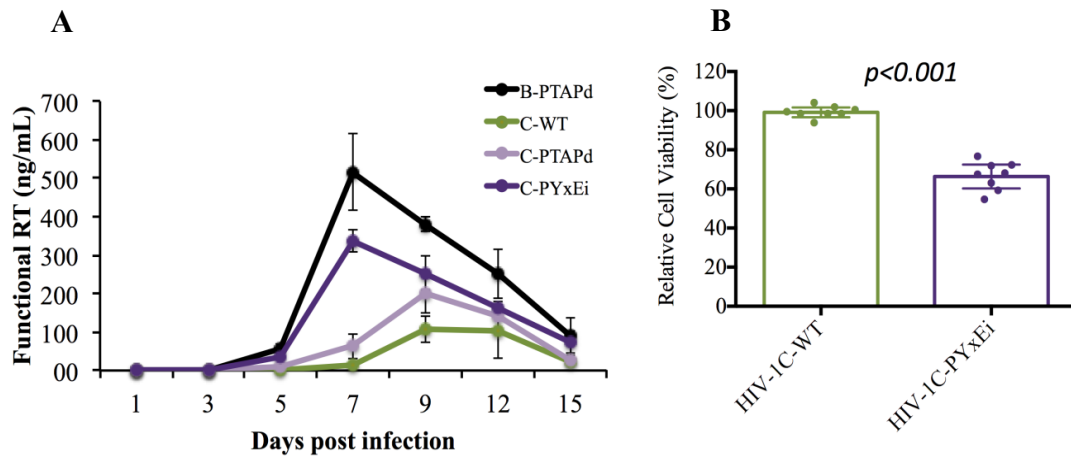 A
B
Functional RT (ng/mL)
700
600
500
400
300
200
100
00
1 3 5 7 9 12 15
Days post infection
B-PTAPd
C-WT
C-PTAPd
C-PYxEi
p<0.001
Relative Cell Viability (%)
120
100
80
60
40
20
0
HIV-1C-WT
HIV-1C-PYxEi